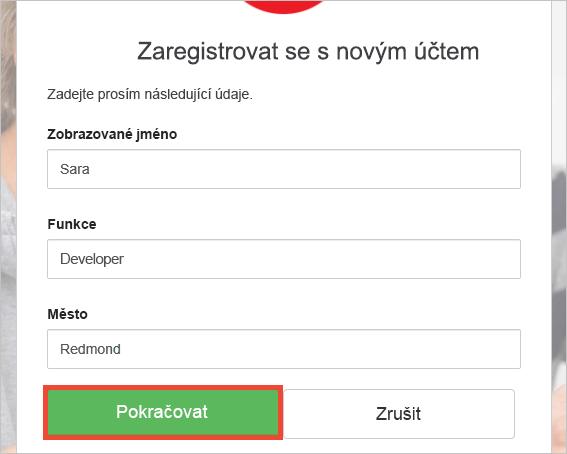 Zaregistrovat se s novým účtem
Zadejte prosím následující údaje.
Zobrazované jméno
Sara
Funkce
Developer
Město
Redmond
Pokračovat
Zrušit